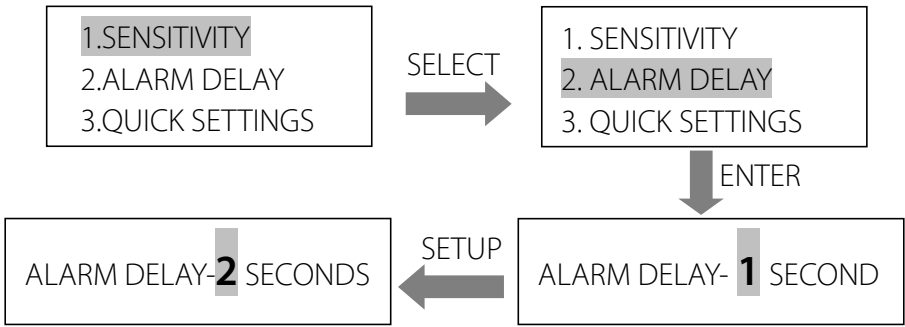 1.SENSITIVITY
2.ALARM DELAY
3.QUICK SETTINGS
SELECT
1. SENSITIVITY
2. ALARM DELAY
3. QUICK SETTINGS
ENTER
ALARM DELAY- 1 SECOND
SETUP
ALARM DELAY-2 SECONDS